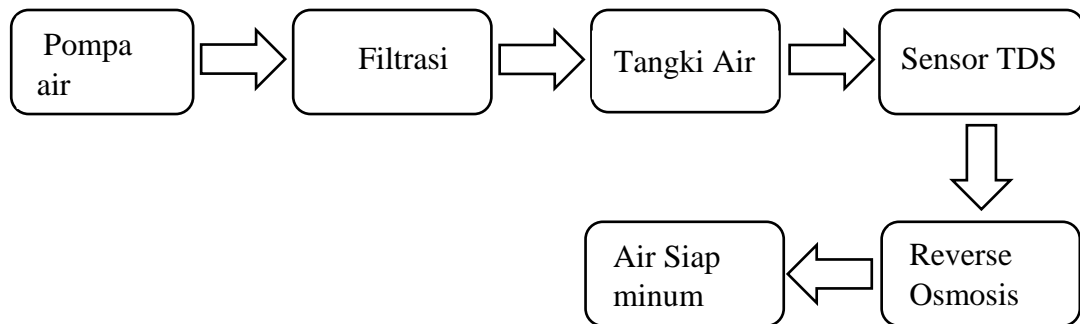 Pompa
air
Filtrasi
Tangki Air
Sensor TDS
Reverse
Osmosis
Air Siap
minum